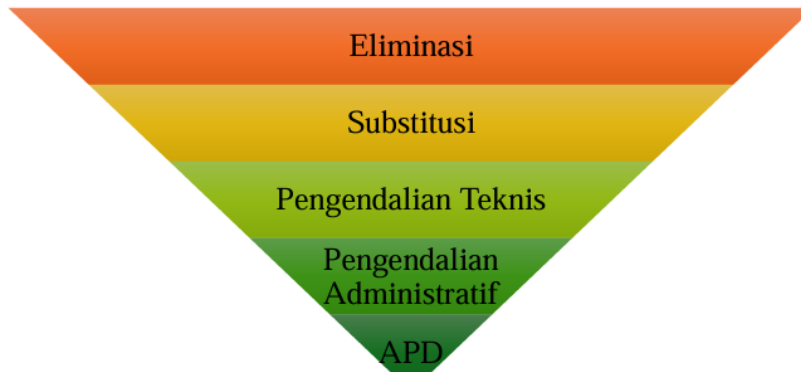 Eliminasi
Substitusi
Pengendalian Teknis
Pengendalian
Administratif
APD